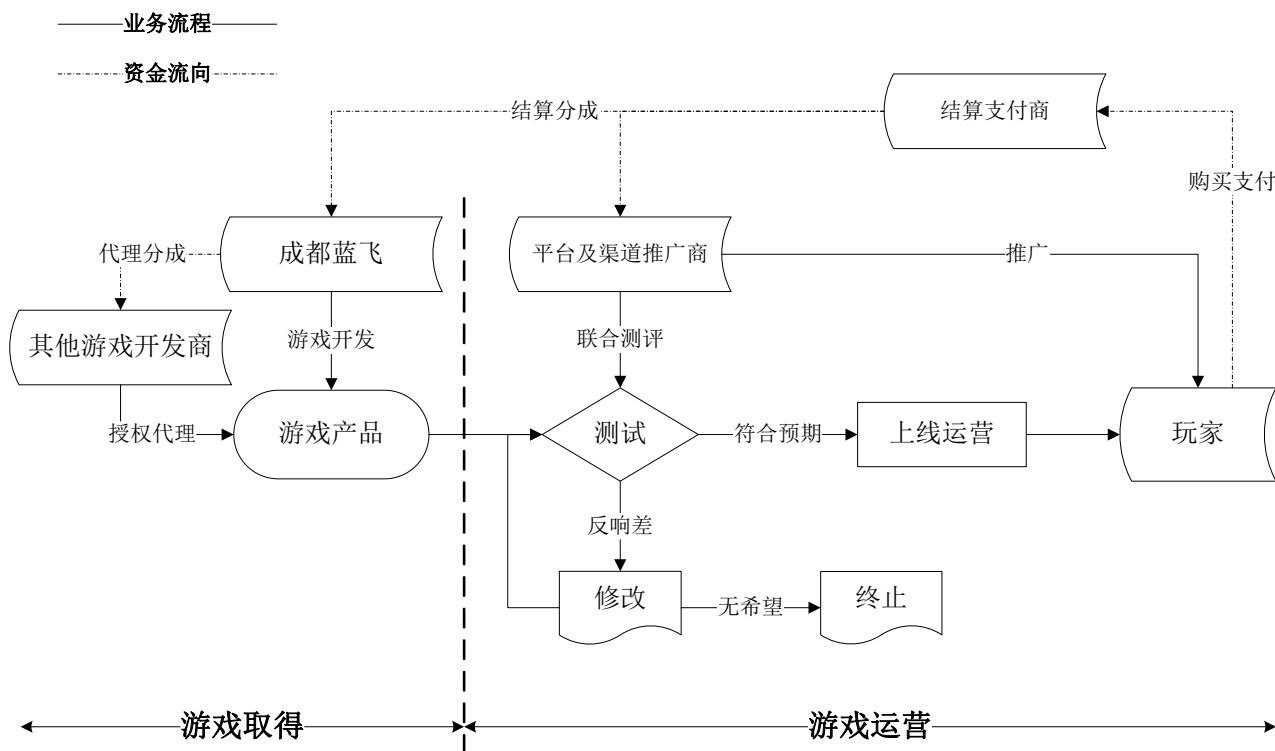 业务流程
资金流向
结算分成
结算支付商
购买支付
代理分成
成都蓝飞
平台及渠道推广商
推广
其他游戏开发商
游戏开发
联合测评
授权代理
游戏产品
测试
符合预期
上线运营
玩家
反响差
修改
无希望
终止
游戏取得
游戏运营